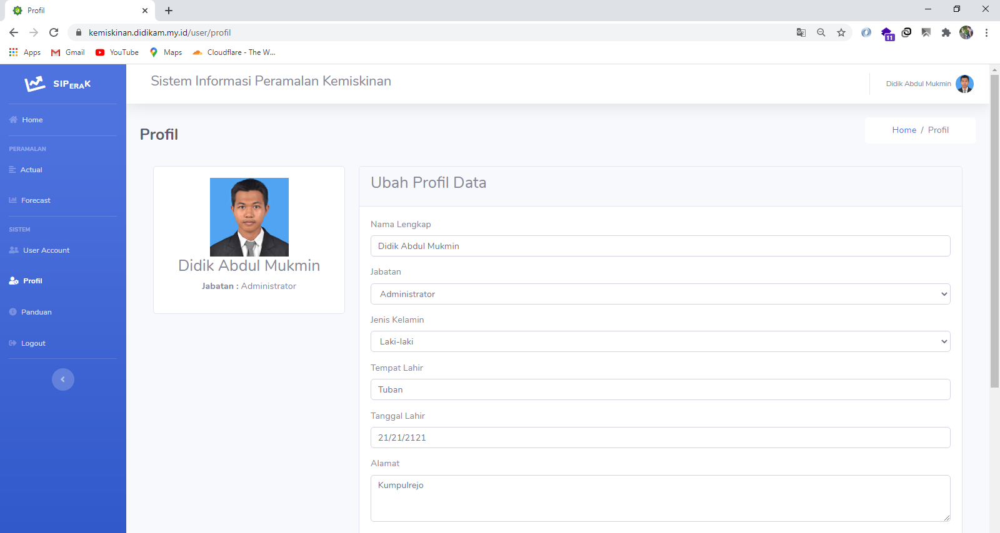 Profil
kemiskinan.didikam.my.id/user/profil
11
Apps Gmail YouTube Maps Cloudflare - The W...
SIPERAK
Sistem Informasi Peramalan Kemiskinan
Didik Abdul Mukmin
Home
PERAMALAN
Actual
Forecast
SISTEM
User Account
Profil
Panduan
Logout
Profil
Home / Profil
Didik Abdul Mukmin
Jabatan : Administrator
Ubah Profil Data
Nama Lengkap
Didik Abdul Mukmin
Jabatan
Administrator
Jenis Kelamin
Laki-laki
Tempat Lahir
Tuban
Tanggal Lahir
21/21/2121
Alamat
Kumpulrejo